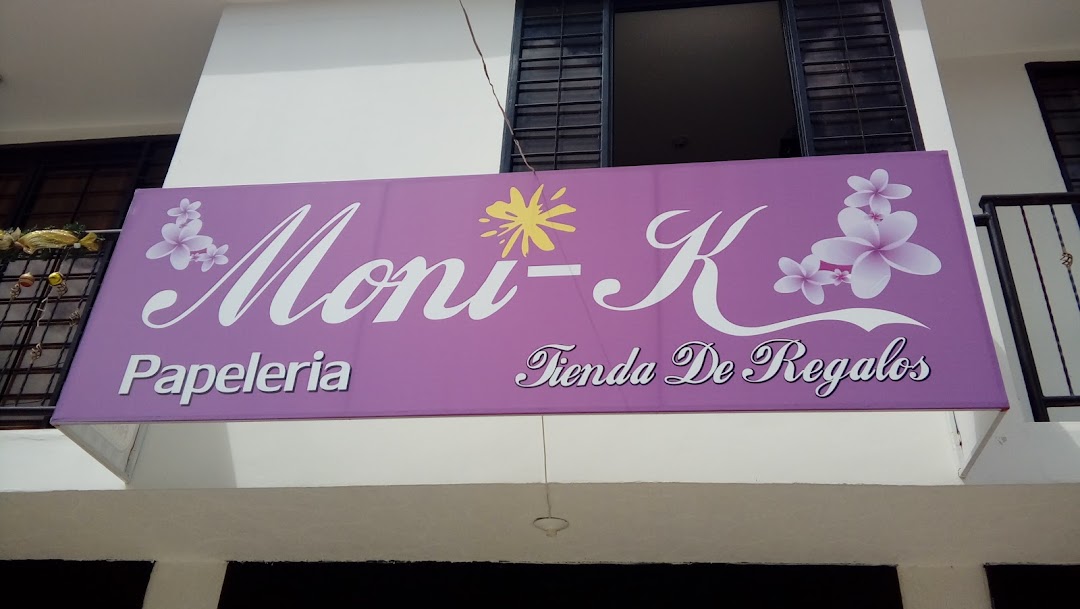 Moni-K
Papeleria
Tienda De Regalos